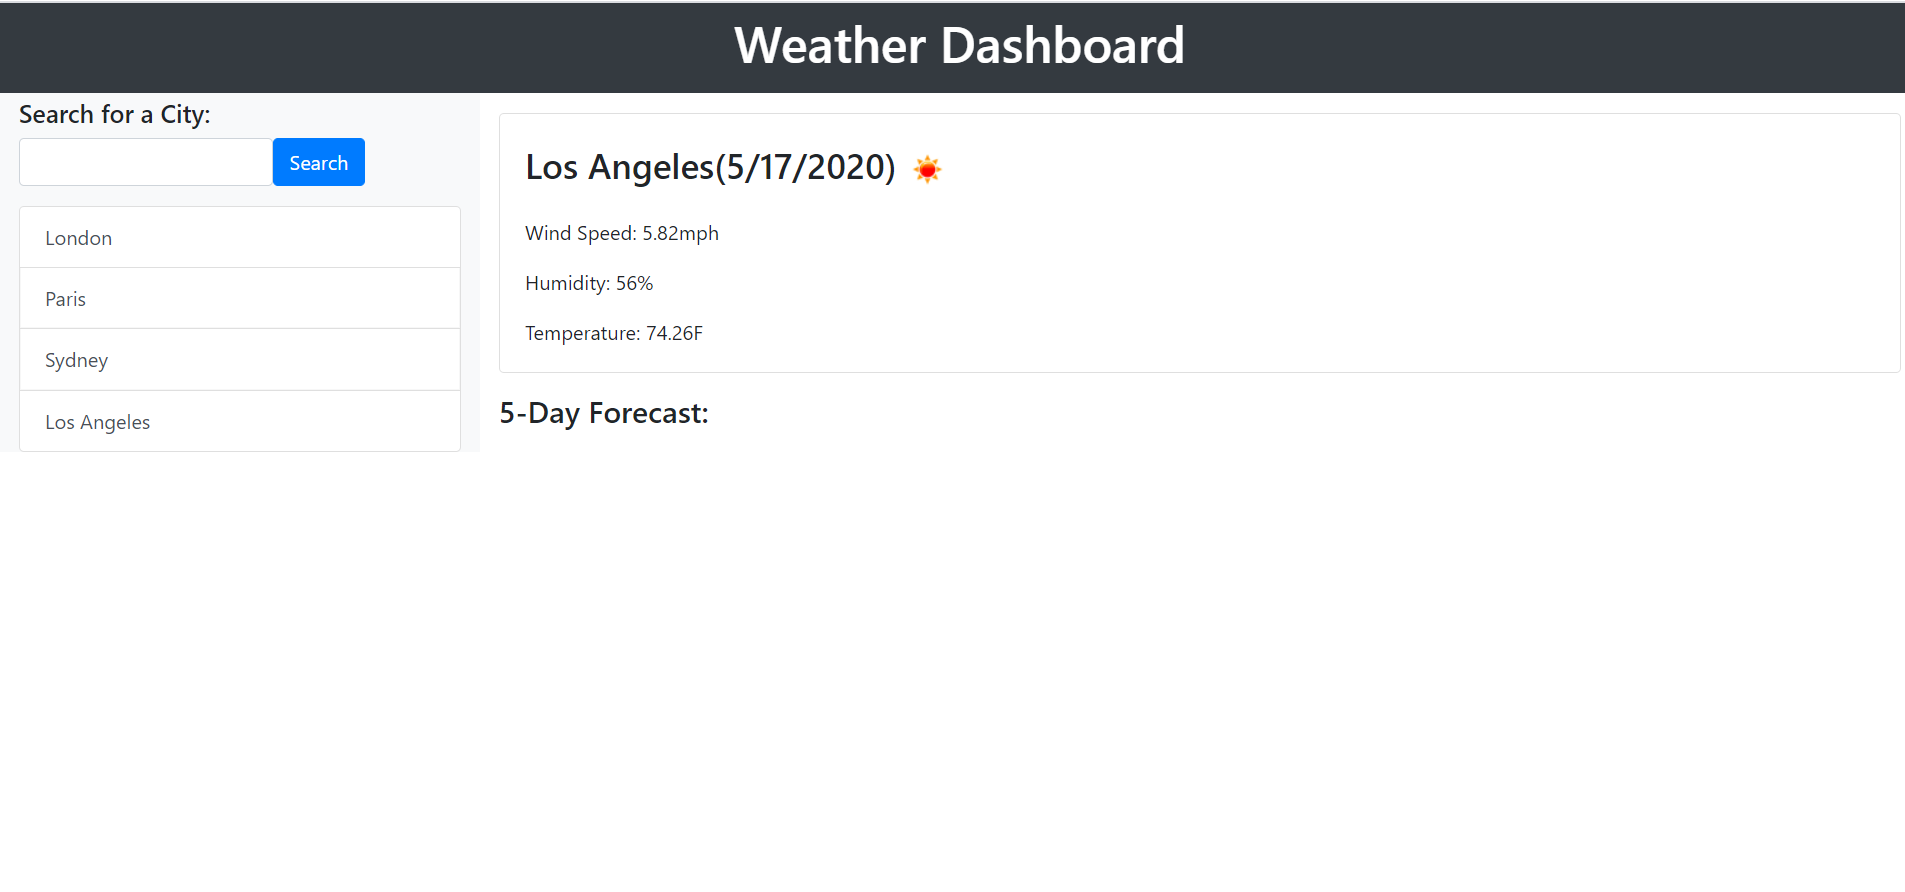 Weather Dashboard
Search for a City:
Search
London
Paris
Sydney
Los Angeles
Los Angeles(5/17/2020)
Wind Speed: 5.82mph
Humidity: 56%
Temperature: 74.26F
5-Day Forecast: